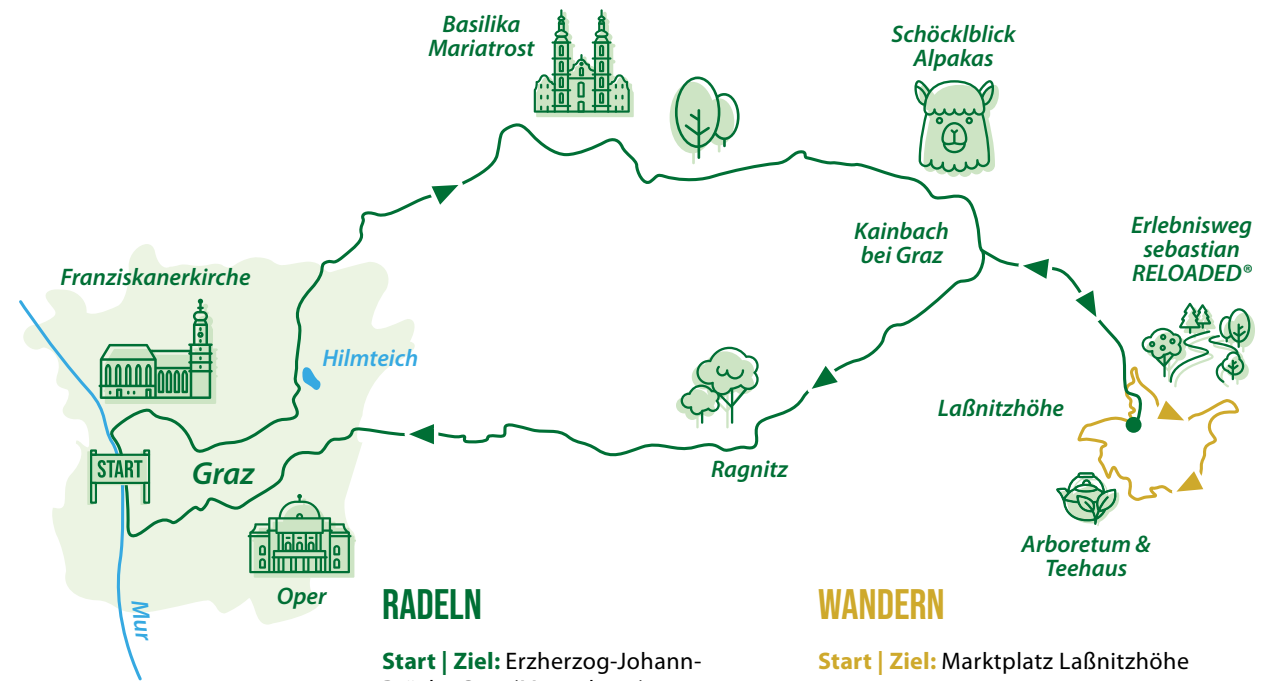 Basilika
Mariatrost
Schöcklblick
Alpakas
Kainbach
bei Graz
Erlebnisweg
sebastian
RELOADED®
Franziskanerkirche
Hilmteich
Laßnitzhöhe
START
Graz
Ragnitz
Oper
Arboretum &
Teehaus
Mur
RADELN
Start | Ziel: Erzherzog-Johann-
WANDERN
Start | Ziel: Marktplatz Laßnitzhöhe